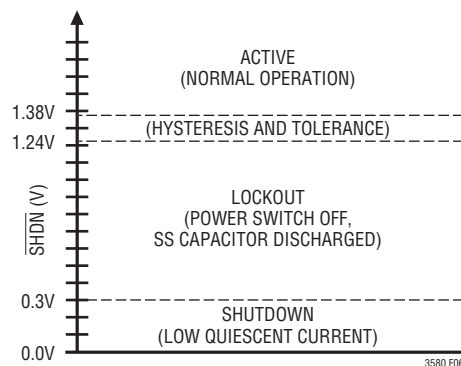 ACTIVE
(NORMAL OPERATION)
1.38V
(HYSTERESIS AND TOLERANCE)
1.24V
SHDN (V)
LOCKOUT
(POWER SWITCH OFF,
SS CAPACITOR DISCHARGED)
0.3V
SHUTDOWN
(LOW QUIESCENT CURRENT)
0.0V
3580 F06